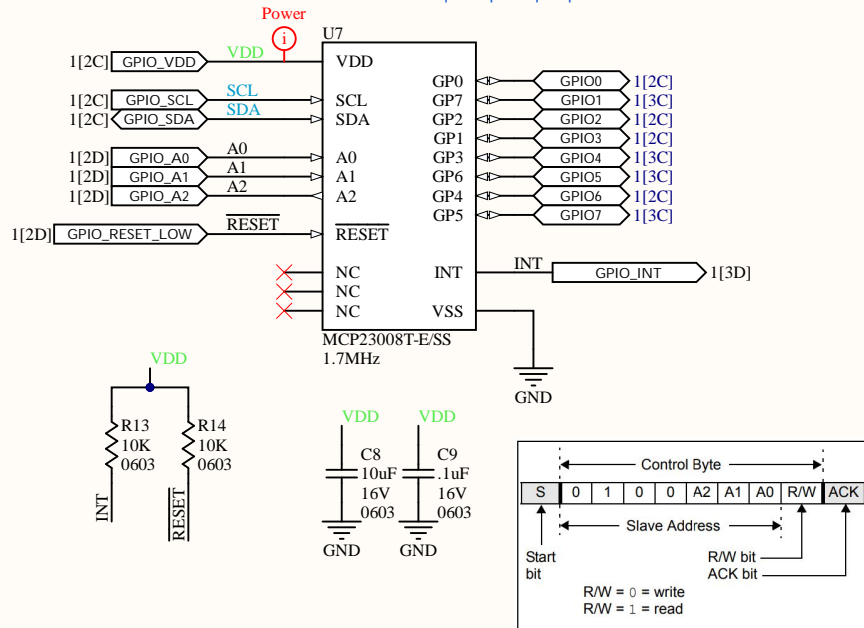 Power
U7
1[2C] GPIO_VDD VDD VDD
GP0 GPIO0 1[2C]
1[2C] GPIO_SCL SCL SCL GP7 GPIO1 1[3C]
1[2C] GPIO_SDA SDA SDA GP2 GPIO2 1[2C]
GP1 GPIO3 1[2C]
1[2D] GPIO_A0 A0 A0 GP3 GPIO4 1[3C]
1[2D] GPIO_A1 A1 A1 GP6 GPIO5 1[3C]
1[2D] GPIO_A2 A2 A2 GP4 GPIO6 1[2C]
GP5 GPIO7 1[3C]
1[2D] GPIO_RESET_LOW RESET RESET
NC INT INT GPIO_INT 1[3D]
NC
NC VSS
MCP23008T-E/SS
1.7MHz
GND
VDD
R13
10K
0603
INT
R14
10K
0603
RESET
VDD
C8
10uF
16V
0603
GND
VDD
C9
.1uF
16V
0603
GND
Control Byte
S 0 1 0 0 A2 A1 A0 R/W ACK
Slave Address
Start
bit
R/W bit
ACK bit
R/W = 0 = write
R/W = 1 = read